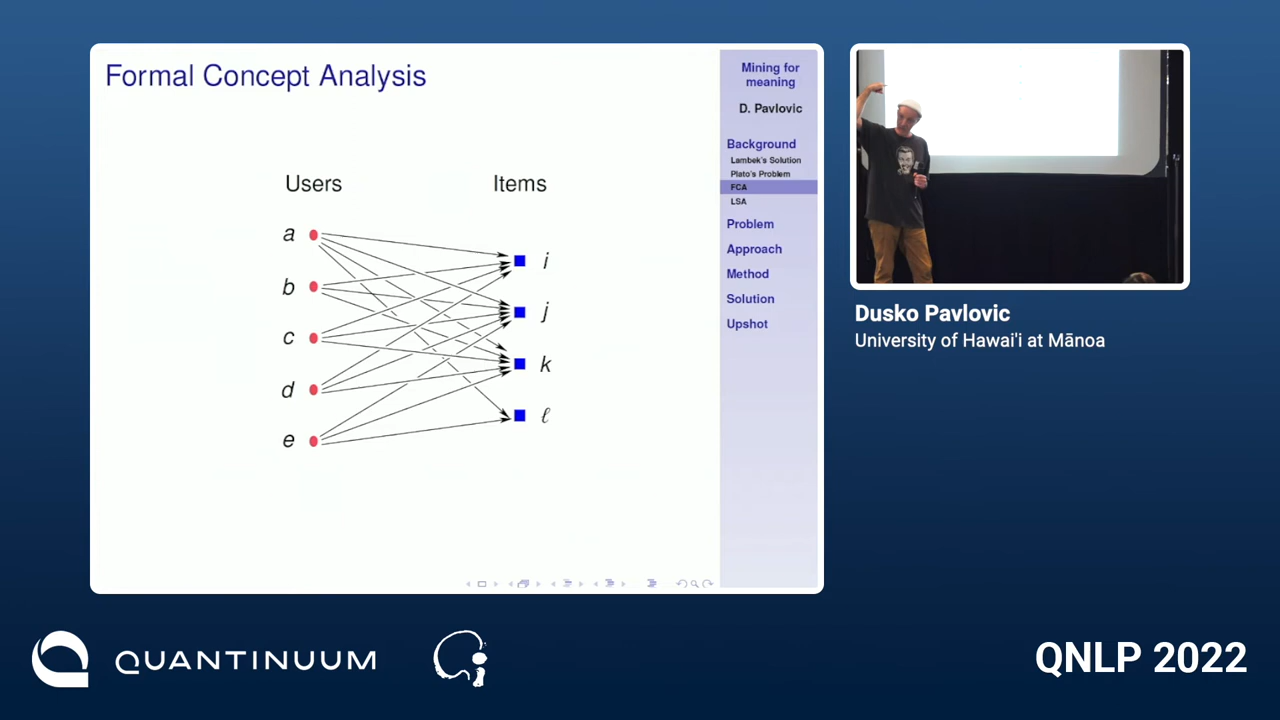 Formal Concept Analysis
Users Items
a
i
b
j
c
k
d
ℓ
e
Mining for
meaning
D. Pavlovic
Background
Lambek's Solution
Plato's Problem
FCA
LSA
Problem
Approach
Method
Solution
Upshot
Dusko Pavlovic
University of Hawai'i at Mānoa
QUANTINUUM
QNLP 2022